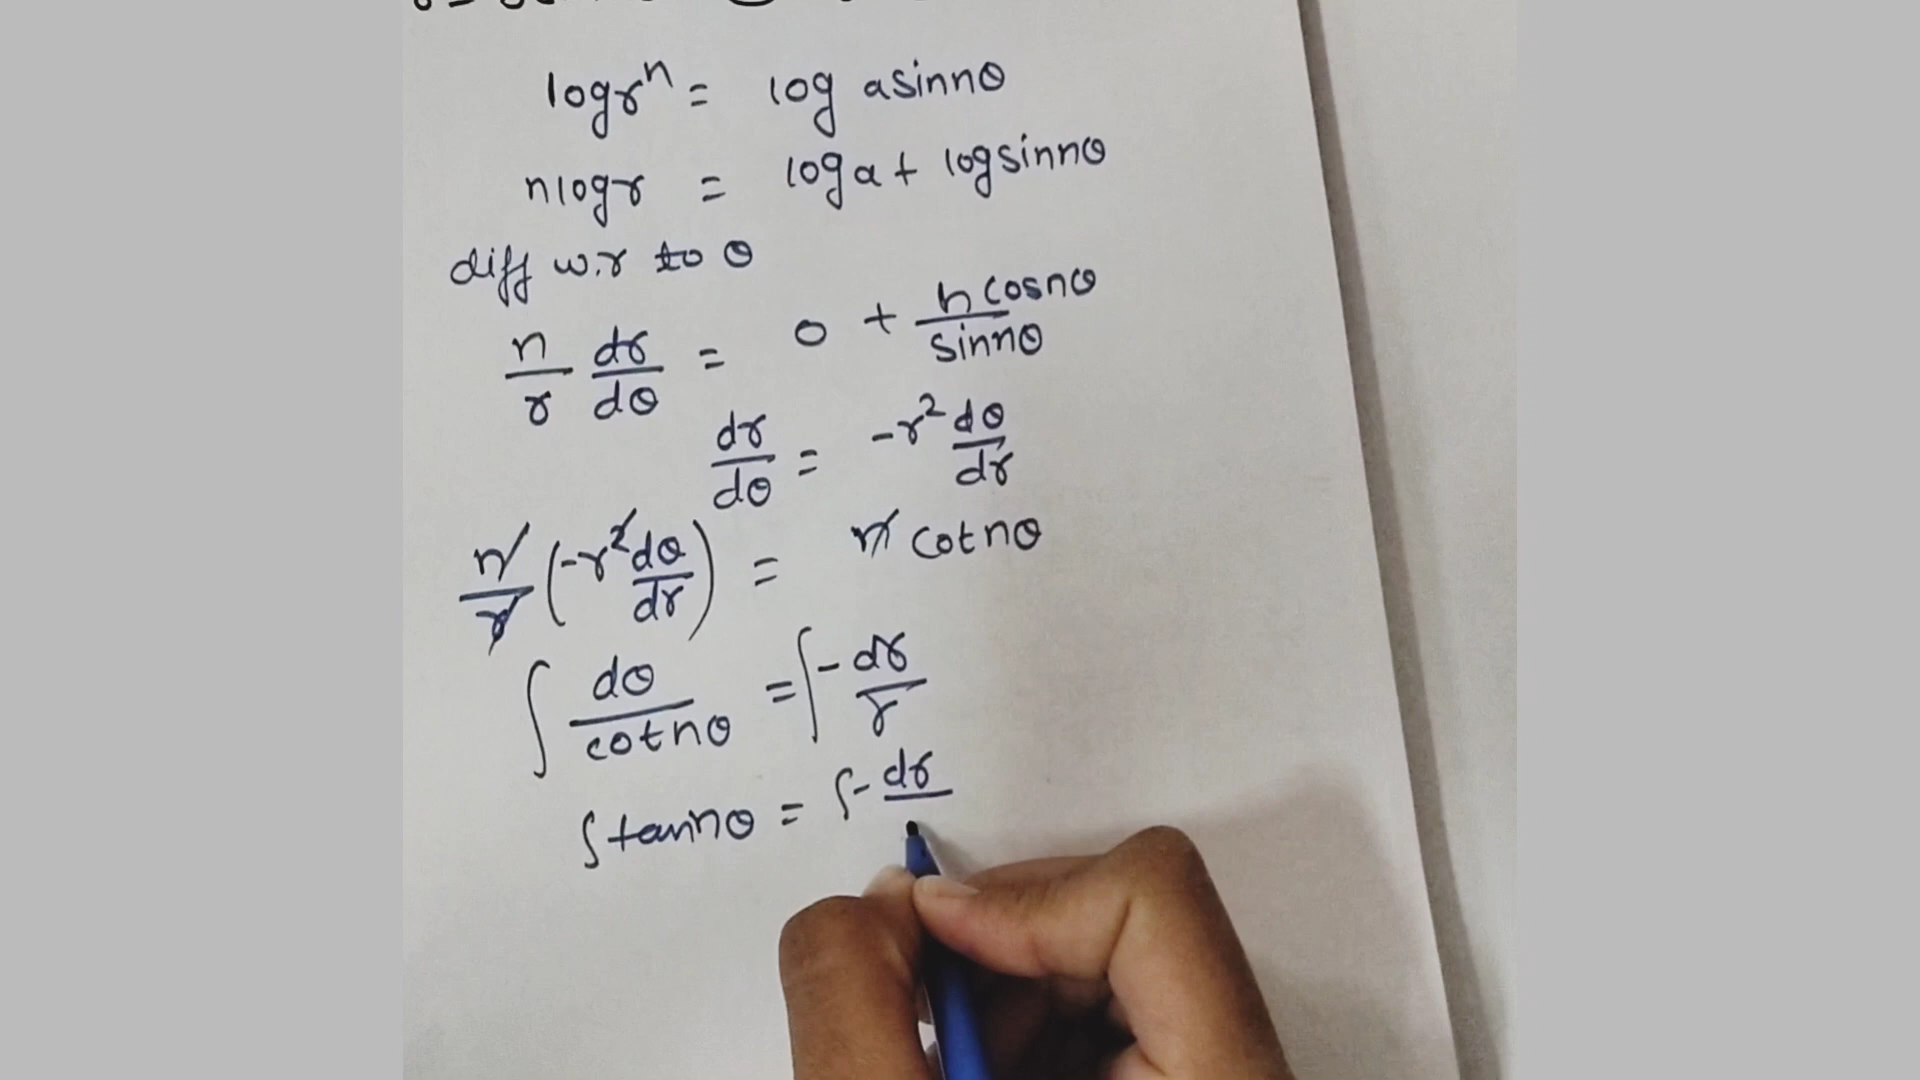 log rⁿ = log a sin nθ
n log r = log a + log sin nθ
diff w.r to θ
n/r dr/dθ = 0 + n cos nθ / sin nθ
dr/dθ = -r² dθ/dr
n/r (-r² dθ/dr) = n cot nθ
∫ dθ / cot nθ = ∫ - dr/r
∫ tan nθ = ∫ - dr